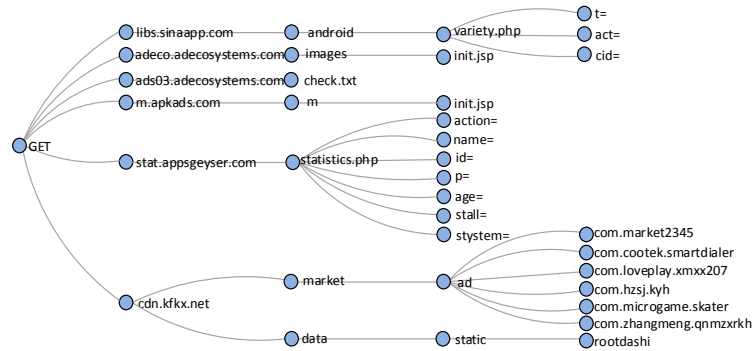 GET
libs.sinaapp.com
android
variety.php
t=
act=
cid=
adeco.adecosystems.com
images
init.jsp
ads03.adecosystems.com
check.txt
m.apkads.com
m
init.jsp
stat.appsgeyser.com
statistics.php
action=
name=
id=
p=
age=
stall=
stystem=
cdn.kfkx.net
market
ad
com.market2345
com.cootek.smartdialer
com.loveplay.xmxx207
com.hzsj.kyh
com.microgame.skater
com.zhangmeng.qnmzxrkh
data
static
rootdashi